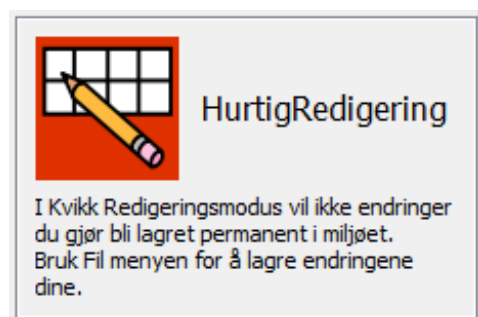 HurtigRedigering
I Kvikk Redigeringsmodus vil ikke endringer
du gjør bli lagret permanent i miljøet.
Bruk Fil menyen for å lagre endringene
dine.